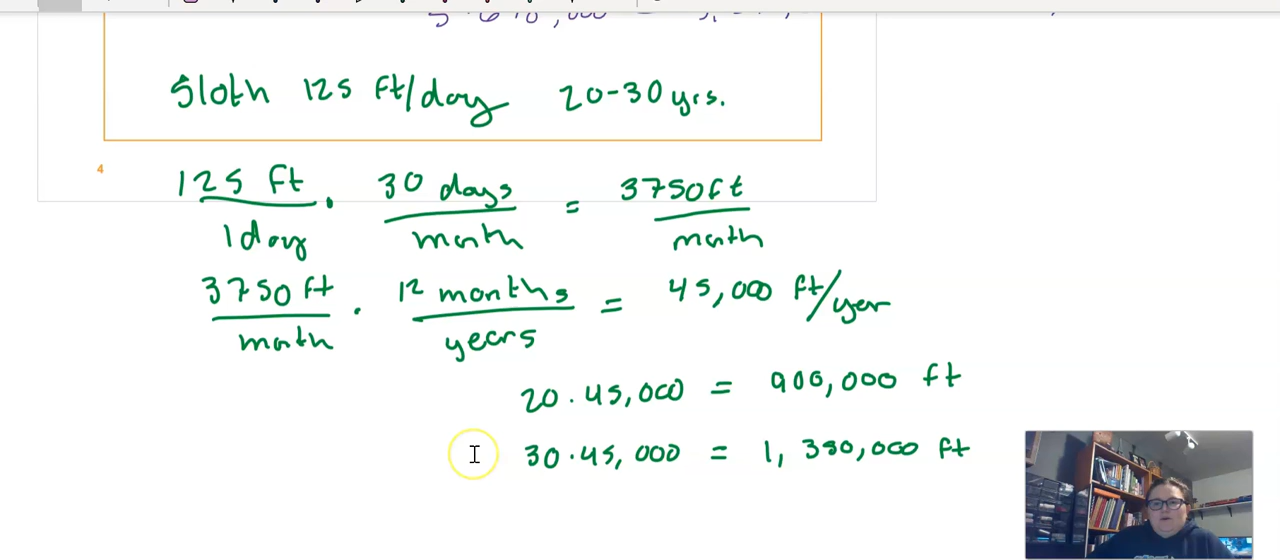 Sloth 125 ft/day 20-30 yrs.
4
125 ft / 1 day · 30 days / month = 3750 ft / month
3750 ft / month · 12 months / years = 45,000 ft/year
20 · 45,000 = 900,000 ft
30 · 45,000 = 1,350,000 ft